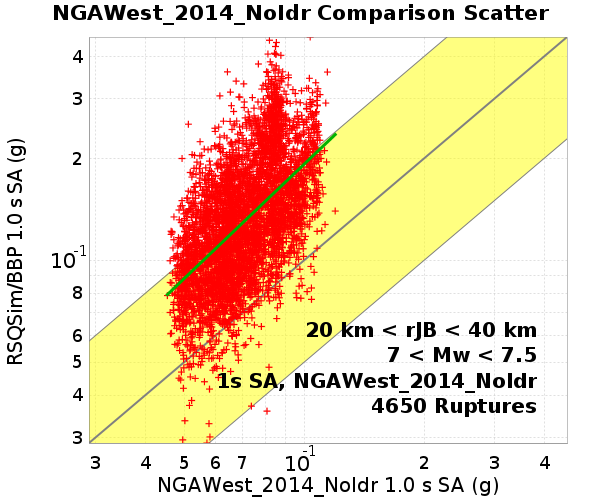 NGAWest_2014_NoIdr Comparison Scatter
RSQSim/BBP 1.0 s SA (g)
4
3
2
10⁻¹
8
6
5
4
3
20 km < rJB < 40 km
7 < Mw < 7.5
1s SA, NGAWest_2014_NoIdr
4650 Ruptures
3 4 5 6 7 10⁻¹ 2 3 4
NGAWest_2014_NoIdr 1.0 s SA (g)